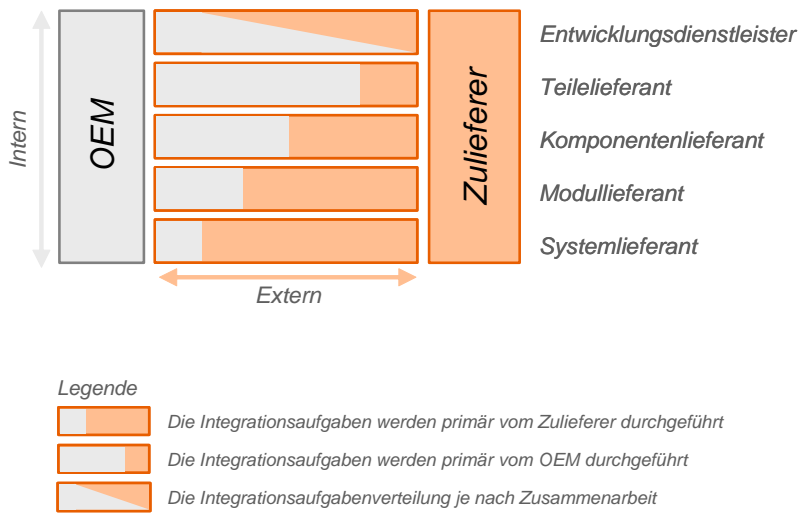 Intern
OEM
Zulieferer
Entwicklungsdienstleister
Teilelieferant
Komponentenlieferant
Modullieferant
Systemlieferant
Extern
Legende
Die Integrationsaufgaben werden primär vom Zulieferer durchgeführt
Die Integrationsaufgaben werden primär vom OEM durchgeführt
Die Integrationsaufgabenverteilung je nach Zusammenarbeit